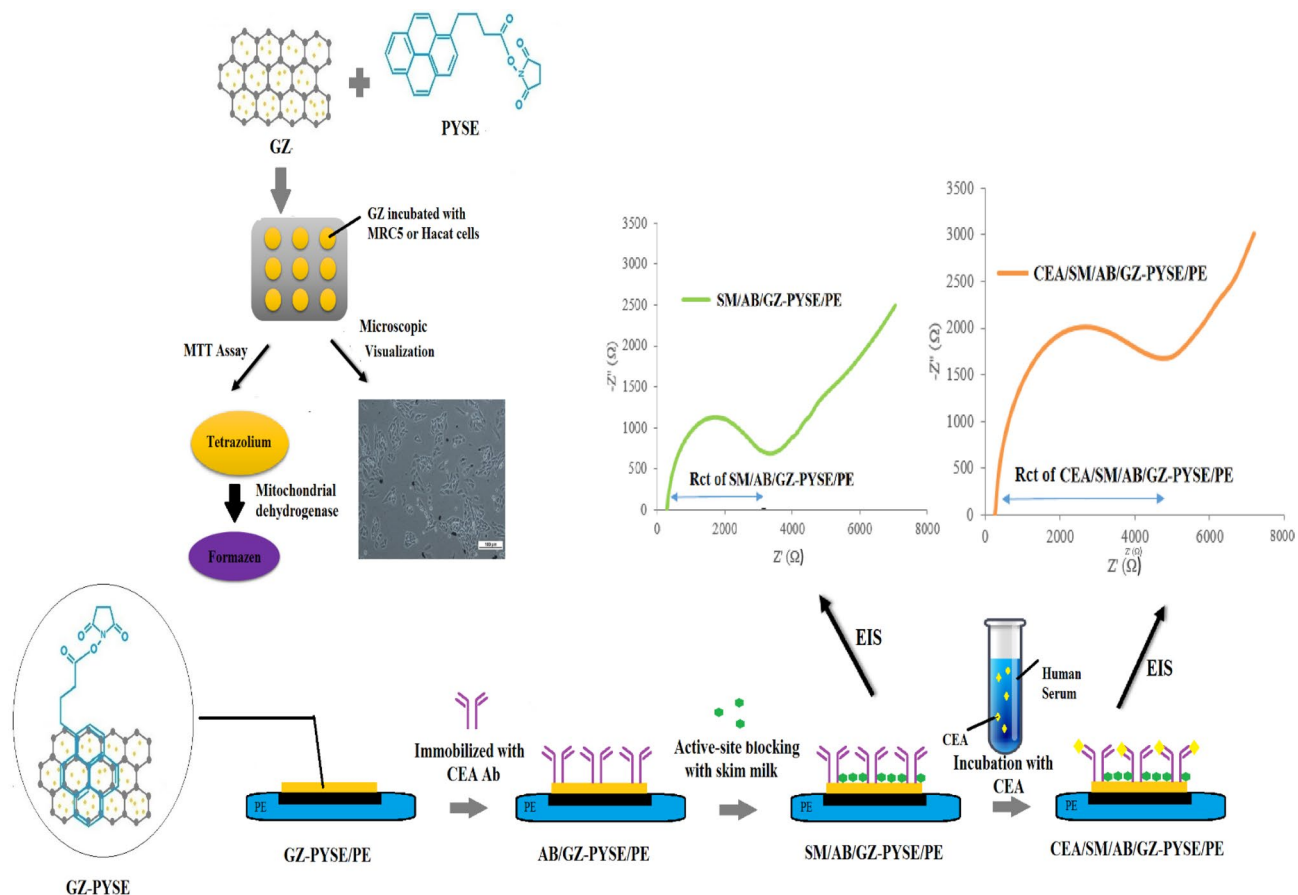 O
O
N
O
O
PYSE
GZ
GZ incubated with
MRC5 or Hacat cells
MTT Assay
Microscopic
Visualization
Tetrazolium
Mitochondrial
dehydrogenase
Formazen
3500
3000
2500
2000
1500
1000
500
0
-Z'' (Ω)
SM/AB/GZ-PYSE/PE
Rct of SM/AB/GZ-PYSE/PE
0 2000 4000 6000 8000
Z' (Ω)
3500
3000
2500
2000
1500
1000
500
0
-Z'' (Ω)
CEA/SM/AB/GZ-PYSE/PE
Rct of CEA/SM/AB/GZ-PYSE/PE
0 2000 4000 6000 8000
Z' (Ω)
Z' (Ω)
EIS
EIS
Human
Serum
CEA
O
N
O
O
O
GZ-PYSE
PE
GZ-PYSE/PE
Immobilized with
CEA Ab
PE
AB/GZ-PYSE/PE
Active-site blocking
with skim milk
PE
SM/AB/GZ-PYSE/PE
Incubation with
CEA
PE
CEA/SM/AB/GZ-PYSE/PE